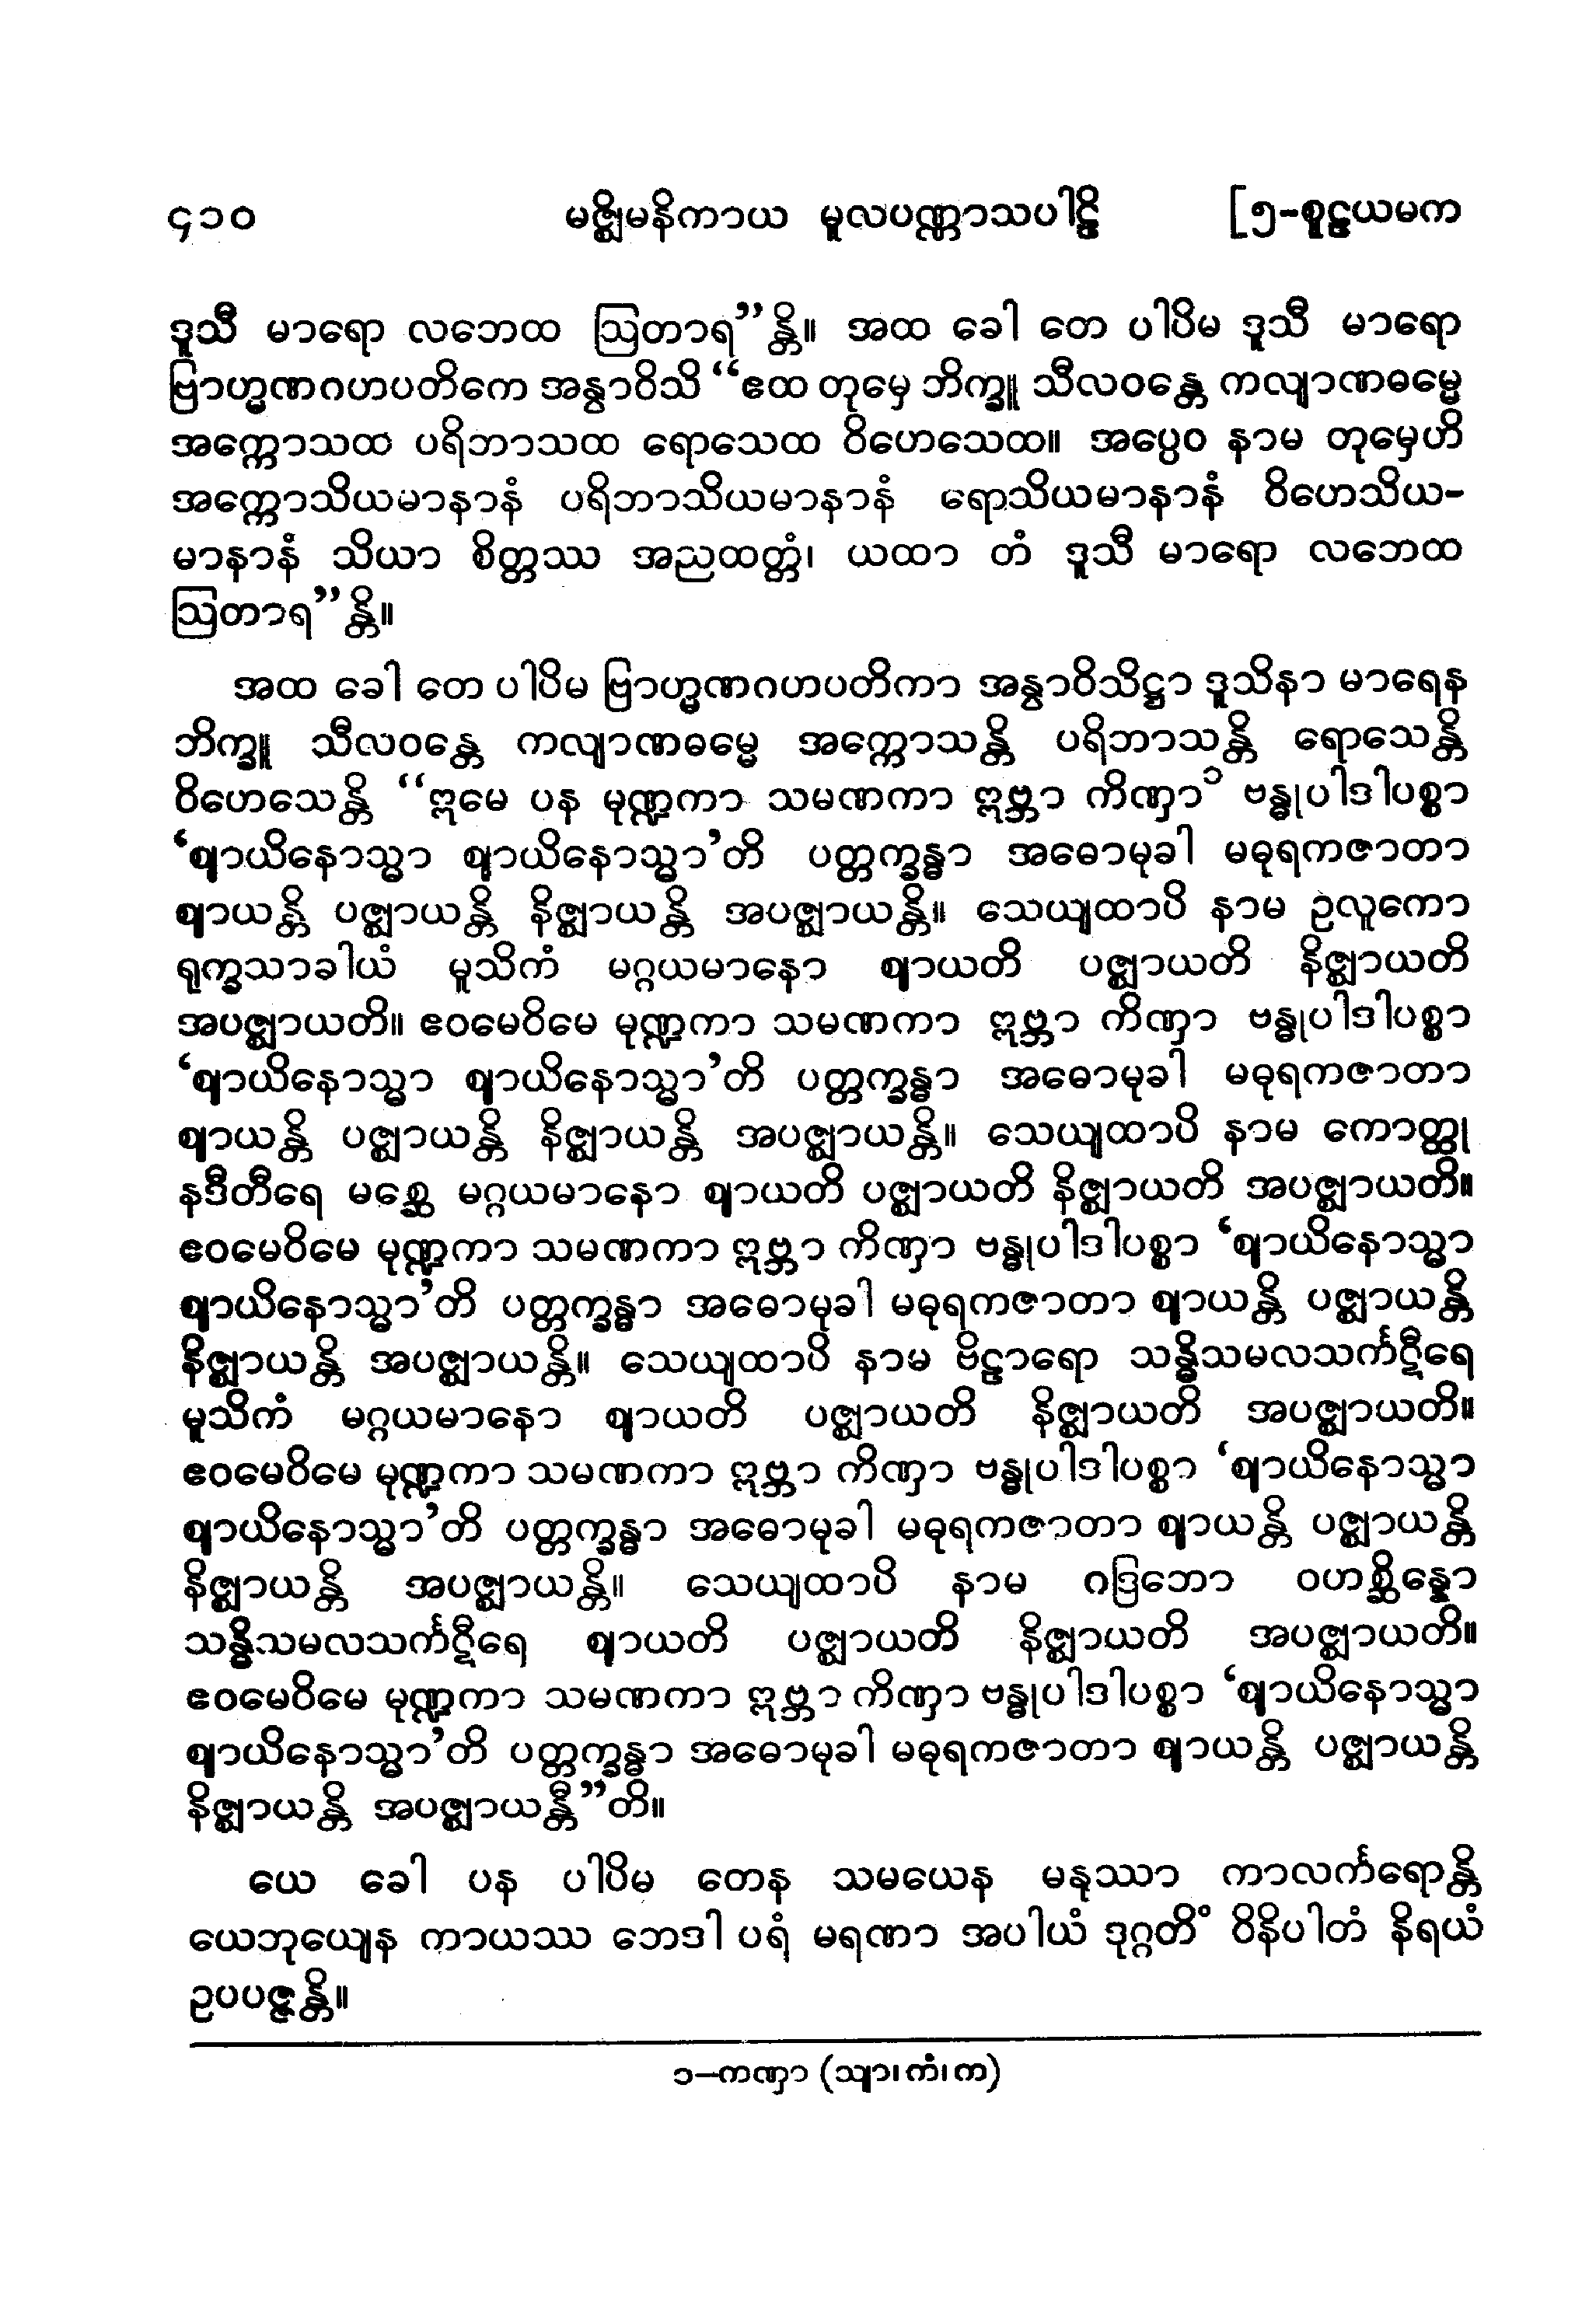 ၄၁၀ မဇ္ဈိမနိကာယ မူလပဏ္ဏာသပါဠိ [၅-စူဠယမက
ဒူသီ မာရော လဘေထ ဩတာရ”န္တိ။ အထ ခေါ တေ ပါပိမ ဒူသီ မာရော
ဗြာဟ္မဏဂဟပတိကေ အနွာဝိသိ “ဧထ တုမှေ ဘိက္ခူ သီလဝန္တေ ကလျာဏဓမ္မေ
အက္ကောသထ ပရိဘာသထ ရောသေထ ဝိဟေသေထ။ အပ္ပေဝ နာမ တုမှေဟိ
အက္ကောသိယမာနာနံ ပရိဘာသိယမာနာနံ ရောသိယမာနာနံ ဝိဟေသိယ-
မာနာနံ သိယာ စိတ္တဿ အညထတ္တံ၊ ယထာ တံ ဒူသီ မာရော လဘေထ
ဩတာရ”န္တိ။
အထ ခေါ တေ ပါပိမ ဗြာဟ္မဏဂဟပတိကာ အနွာဝိသိဋ္ဌာ ဒူသိနာ မာရေန
ဘိက္ခူ သီလဝန္တေ ကလျာဏဓမ္မေ အက္ကောသန္တိ ပရိဘာသန္တိ ရောသေန္တိ
ဝိဟေသေန္တိ “ဣမေ ပန မုဏ္ဍကာ သမဏကာ ဣဗ္ဘာ ကိဏှာ၁ ဗန္ဓုပါဒါပစ္စာ
‘ဈာယိနောသ္မာ ဈာယိနောသ္မာ’တိ ပတ္တက္ခန္ဓာ အဓောမုခါ မဓုရကဇာတာ
ဈာယန္တိ ပဇ္ဈာယန္တိ နိဇ္ဈာယန္တိ အပဇ္ဈာယန္တိ။ သေယျထာပိ နာမ ဥလူကော
ရုက္ခသာခါယံ မူသိကံ မဂ္ဂယမာနော ဈာယတိ ပဇ္ဈာယတိ နိဇ္ဈာယတိ
အပဇ္ဈာယတိ။ ဧဝမေဝိမေ မုဏ္ဍကာ သမဏကာ ဣဗ္ဘာ ကိဏှာ ဗန္ဓုပါဒါပစ္စာ
‘ဈာယိနောသ္မာ ဈာယိနောသ္မာ’တိ ပတ္တက္ခန္ဓာ အဓောမုခါ မဓုရကဇာတာ
ဈာယန္တိ ပဇ္ဈာယန္တိ နိဇ္ဈာယန္တိ အပဇ္ဈာယန္တိ။ သေယျထာပိ နာမ ကောတ္ထု
နဒီတီရေ မစ္ဆေ မဂ္ဂယမာနော ဈာယတိ ပဇ္ဈာယတိ နိဇ္ဈာယတိ အပဇ္ဈာယတိ။
ဧဝမေဝိမေ မုဏ္ဍကာ သမဏကာ ဣဗ္ဘာ ကိဏှာ ဗန္ဓုပါဒါပစ္စာ ‘ဈာယိနောသ္မာ
ဈာယိနောသ္မာ’တိ ပတ္တက္ခန္ဓာ အဓောမုခါ မဓုရကဇာတာ ဈာယန္တိ ပဇ္ဈာယန္တိ
နိဇ္ဈာယန္တိ အပဇ္ဈာယန္တိ။ သေယျထာပိ နာမ ဗိဠာရော သန္ဓိသမလသင်္ကဋီရေ
မူသိကံ မဂ္ဂယမာနော ဈာယတိ ပဇ္ဈာယတိ နိဇ္ဈာယတိ အပဇ္ဈာယတိ။
ဧဝမေဝိမေ မုဏ္ဍကာ သမဏကာ ဣဗ္ဘာ ကိဏှာ ဗန္ဓုပါဒါပစ္စာ ‘ဈာယိနောသ္မာ
ဈာယိနောသ္မာ’တိ ပတ္တက္ခန္ဓာ အဓောမုခါ မဓုရကဇာတာ ဈာယန္တိ ပဇ္ဈာယန္တိ
နိဇ္ဈာယန္တိ အပဇ္ဈာယန္တိ။ သေယျထာပိ နာမ ဂဒြဘော ဝဟစ္ဆိန္နော
သန္ဓိသမလသင်္ကဋီရေ ဈာယတိ ပဇ္ဈာယတိ နိဇ္ဈာယတိ အပဇ္ဈာယတိ။
ဧဝမေဝိမေ မုဏ္ဍကာ သမဏကာ ဣဗ္ဘာ ကိဏှာ ဗန္ဓုပါဒါပစ္စာ ‘ဈာယိနောသ္မာ
ဈာယိနောသ္မာ’တိ ပတ္တက္ခန္ဓာ အဓောမုခါ မဓုရကဇာတာ ဈာယန္တိ ပဇ္ဈာယန္တိ
နိဇ္ဈာယန္တိ အပဇ္ဈာယန္တီ”တိ။
ယေ ခေါ ပန ပါပိမ တေန သမယေန မနုဿာ ကာလင်္ကရောန္တိ
ယေဘုယျေန ကာယဿ ဘေဒါ ပရံ မရဏာ အပါယံ ဒုဂ္ဂတိံ ဝိနိပါတံ နိရယံ
ဥပပဇ္ဇန္တိ။
၁–ကဏှာ (သျာ၊ကံ၊က)